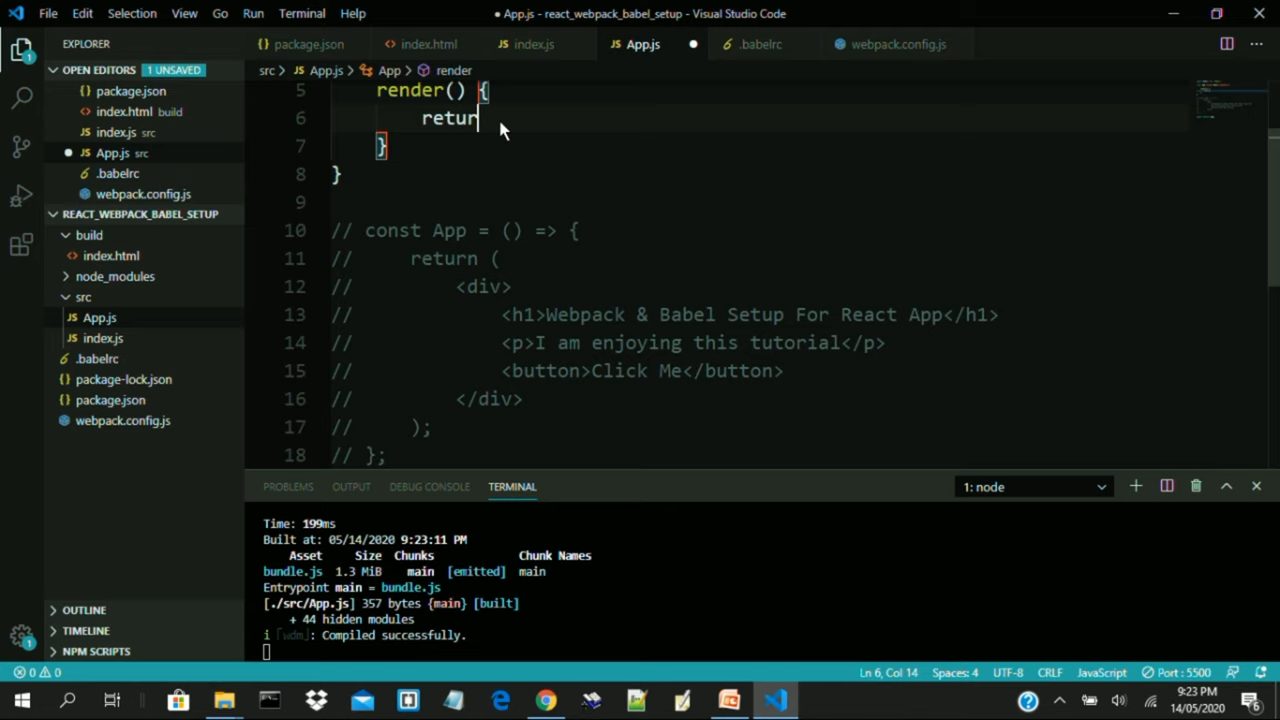 File Edit Selection View Go Run Terminal Help
● App.js - react_webpack_babel_setup - Visual Studio Code
EXPLORER
OPEN EDITORS 1 UNSAVED
package.json
index.html build
index.js src
App.js src
.babelrc
webpack.config.js
REACT_WEBPACK_BABEL_SETUP
build
index.html
node_modules
src
App.js
index.js
.babelrc
package-lock.json
package.json
webpack.config.js
OUTLINE
TIMELINE
NPM SCRIPTS
package.json index.html index.js App.js .babelrc webpack.config.js
src > App.js > App > render
5 render() {
6 retur
7 }
8 }
9
10 // const App = () => {
11 // return (
12 // <div>
13 // <h1>Webpack & Babel Setup For React App</h1>
14 // <p>I am enjoying this tutorial</p>
15 // <button>Click Me</button>
16 // </div>
17 // );
18 // };
PROBLEMS OUTPUT DEBUG CONSOLE TERMINAL 1: node
Time: 199ms
Built at: 05/14/2020 9:23:11 PM
Asset Size Chunks Chunk Names
bundle.js 1.3 MiB main [emitted] main
Entrypoint main = bundle.js
[./src/App.js] 357 bytes {main} [built]
+ 44 hidden modules
i ｢wdm｣: Compiled successfully.
0 0 Ln 6, Col 14 Spaces: 4 UTF-8 CRLF JavaScript Port : 5500
9:23 PM
14/05/2020
6